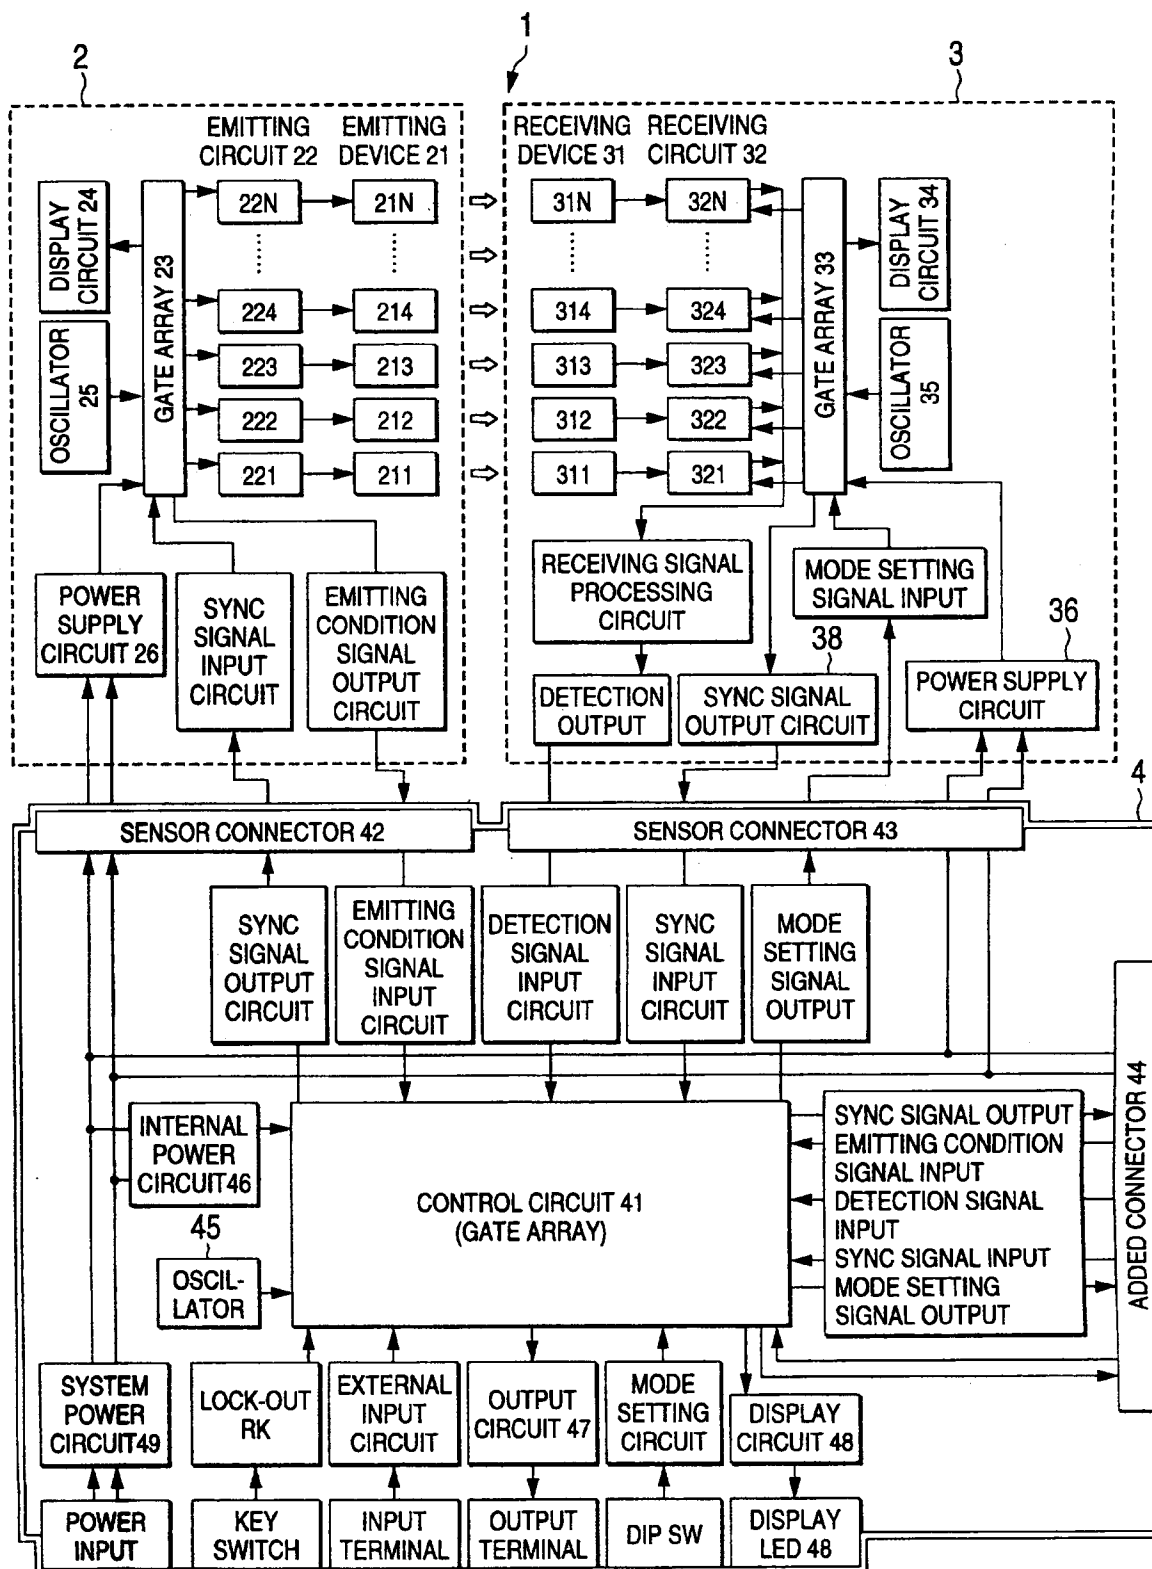 1
2
3
EMITTING
CIRCUIT 22
EMITTING
DEVICE 21
RECEIVING
DEVICE 31
RECEIVING
CIRCUIT 32
DISPLAY
CIRCUIT 24
OSCILLATOR
25
GATE ARRAY 23
22N
21N
224
214
223
213
222
212
221
211
31N
32N
314
324
313
323
312
322
311
321
GATE ARRAY 33
DISPLAY
CIRCUIT 34
OSCILLATOR
35
POWER
SUPPLY
CIRCUIT 26
SYNC
SIGNAL
INPUT
CIRCUIT
EMITTING
CONDITION
SIGNAL
OUTPUT
CIRCUIT
RECEIVING SIGNAL
PROCESSING
CIRCUIT
MODE SETTING
SIGNAL INPUT
38
36
DETECTION
OUTPUT
SYNC SIGNAL
OUTPUT CIRCUIT
POWER SUPPLY
CIRCUIT
4
SENSOR CONNECTOR 42
SENSOR CONNECTOR 43
SYNC
SIGNAL
OUTPUT
CIRCUIT
EMITTING
CONDITION
SIGNAL
INPUT
CIRCUIT
DETECTION
SIGNAL
INPUT
CIRCUIT
SYNC
SIGNAL
INPUT
CIRCUIT
MODE
SETTING
SIGNAL
OUTPUT
INTERNAL
POWER
CIRCUIT46
CONTROL CIRCUIT 41
(GATE ARRAY)
SYNC SIGNAL OUTPUT
EMITTING CONDITION
SIGNAL INPUT
DETECTION SIGNAL
INPUT
SYNC SIGNAL INPUT
MODE SETTING
SIGNAL OUTPUT
ADDED CONNECTOR 44
45
OSCIL-
LATOR
SYSTEM
POWER
CIRCUIT49
LOCK-OUT
RK
EXTERNAL
INPUT
CIRCUIT
OUTPUT
CIRCUIT 47
MODE
SETTING
CIRCUIT
DISPLAY
CIRCUIT 48
POWER
INPUT
KEY
SWITCH
INPUT
TERMINAL
OUTPUT
TERMINAL
DIP SW
DISPLAY
LED 48